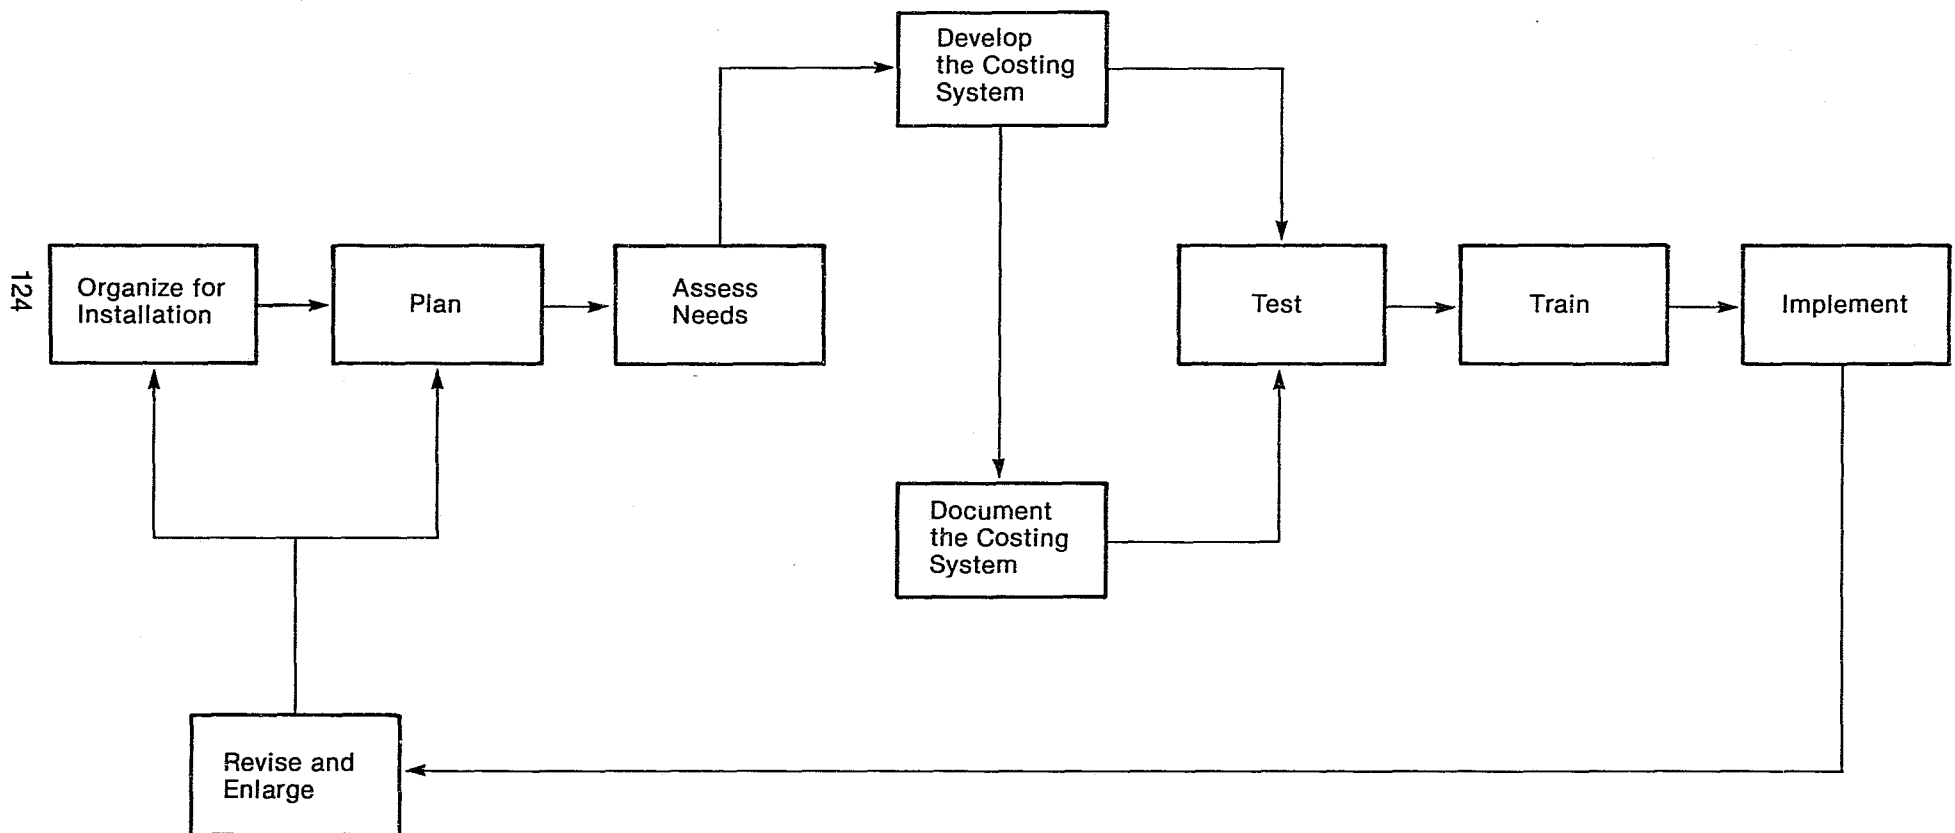 Develop
the Costing
System
124
Organize for
Installation
Plan
Assess
Needs
Test
Train
Implement
Document
the Costing
System
Revise and
Enlarge